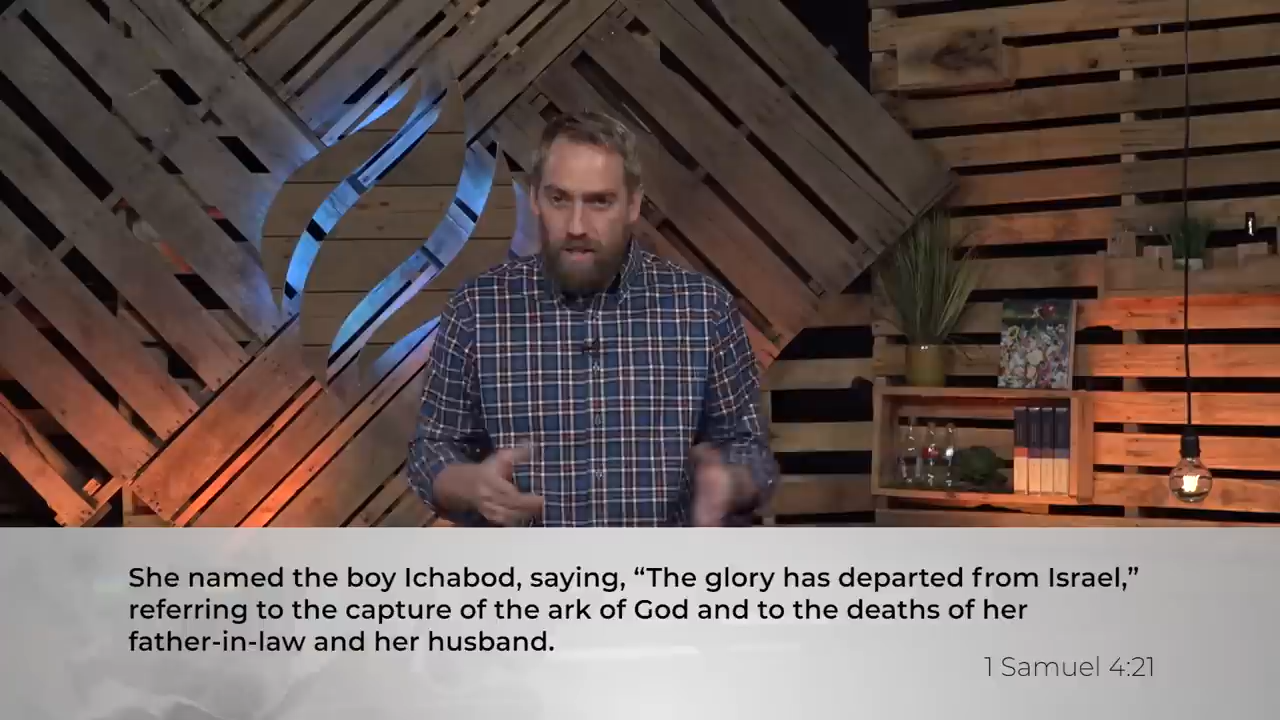 She named the boy Ichabod, saying, “The glory has departed from Israel,”
referring to the capture of the ark of God and to the deaths of her
father-in-law and her husband.
1 Samuel 4:21